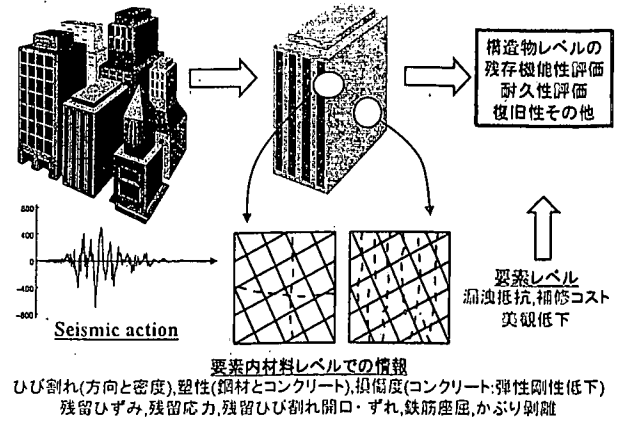 構造物レベルの
残存機能性評価
耐久性評価
復旧性その他
800
400
0
-400
-800
Seismic action
要素レベル
漏洩抵抗,補修コスト
美観低下
要素内材料レベルでの情報
ひび割れ(方向と密度),塑性(鋼材とコンクリート),損傷度(コンクリート:弾性剛性低下)
残留ひずみ,残留応力,残留ひび割れ開口・ずれ,鉄筋座屈,かぶり剥離